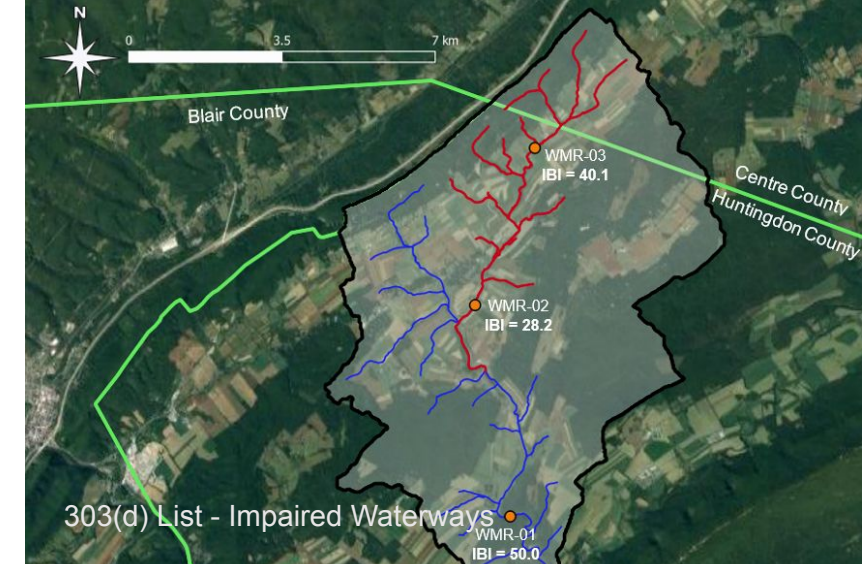 N
0 3.5 7 km
Blair County
WMR-03
IBI = 40.1
Centre County
Huntingdon County
WMR-02
IBI = 28.2
303(d) List - Impaired Waterways
WMR-01
IBI = 50.0